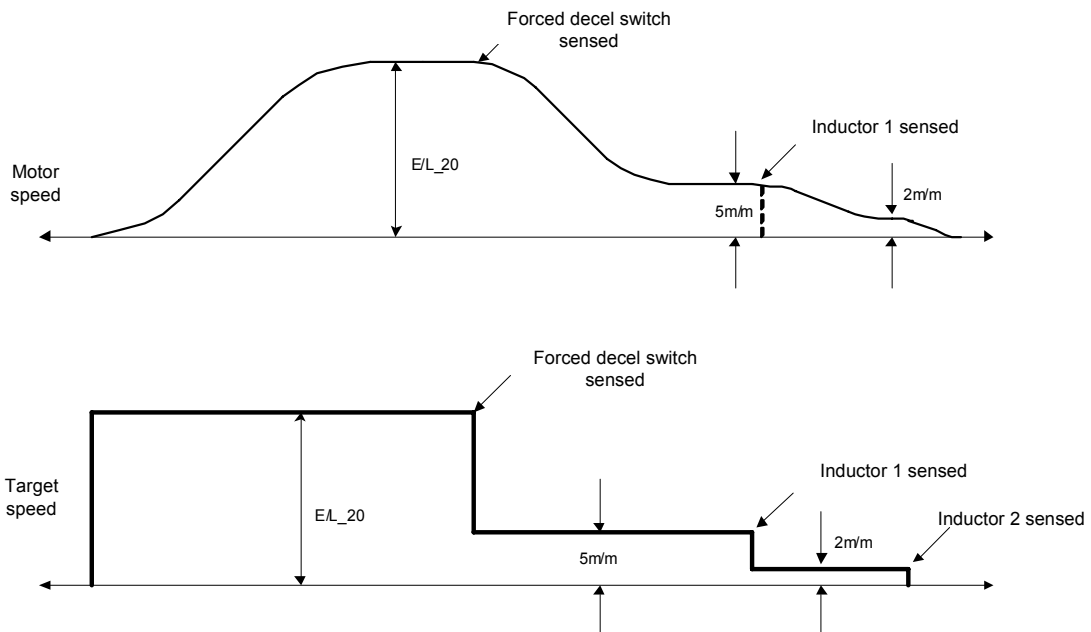 Forced decel switch
sensed
Inductor 1 sensed
E/L_20
Motor
speed
2m/m
5m/m
Forced decel switch
sensed
Inductor 1 sensed
Target
speed
E/L_20
Inductor 2 sensed
2m/m
5m/m